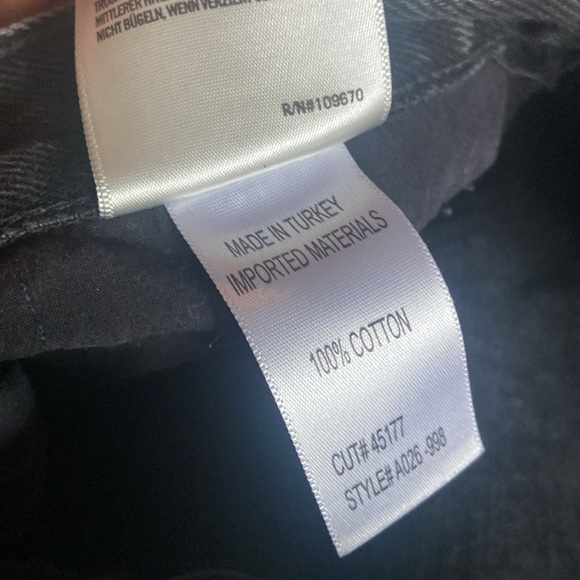 MITTLERER
NICHT BÜGELN, WENN VERZIERT
R/N#109670
MADE IN TURKEY
IMPORTED MATERIALS
100% COTTON
CUT# 45177
STYLE# A026 -998